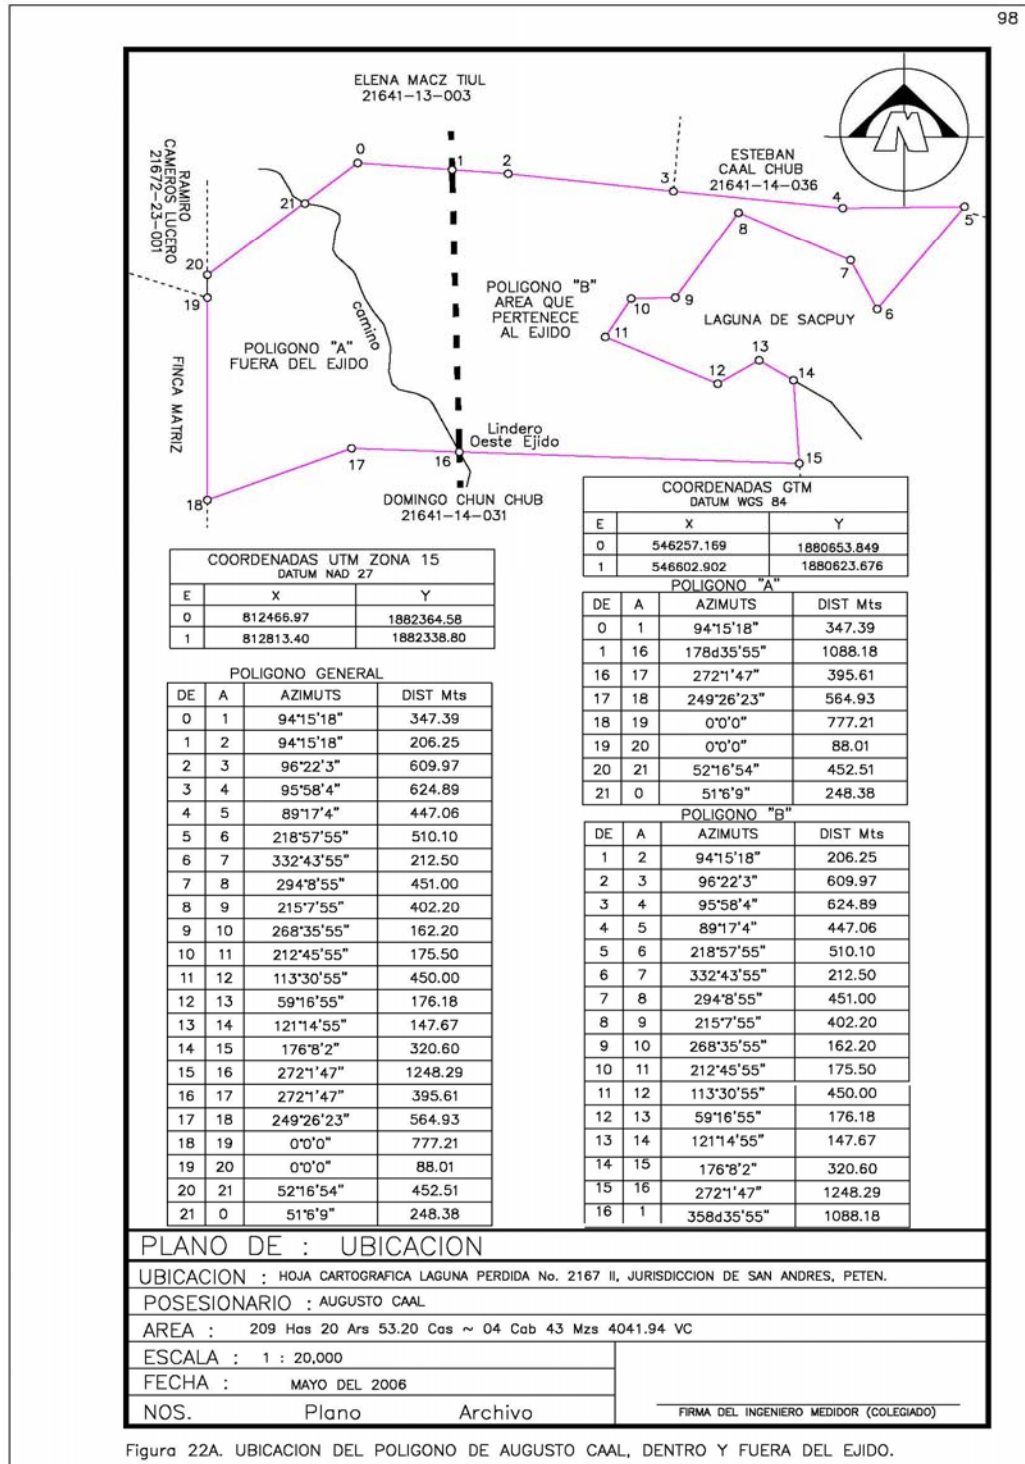 98
ELENA MACZ TIUL
21641-13-003
RAMIRO
CAMEROS LUCERO
21672-23-001
ESTEBAN
CAAL CHUB
21641-14-036
M
0
1
2
3
4
5
6
7
8
9
10
11
12
13
14
15
16
17
18
19
20
21
camino
POLIGONO "A"
FUERA DEL EJIDO
POLIGONO "B"
AREA QUE
PERTENECE
AL EJIDO
LAGUNA DE SACPUY
FINCA MATRIZ
Lindero
Oeste Ejido
DOMINGO CHUN CHUB
21641-14-031
COORDENADAS UTM ZONA 15
DATUM NAD 27
E X Y
0 812466.97 1882364.58
1 812813.40 1882338.80
COORDENADAS GTM
DATUM WGS 84
E X Y
0 546257.169 1880653.849
1 546602.902 1880623.676
POLIGONO GENERAL
DE A AZIMUTS DIST Mts
0 1 94°15'18" 347.39
1 2 94°15'18" 206.25
2 3 96°22'3" 609.97
3 4 95°58'4" 624.89
4 5 89°17'4" 447.06
5 6 218°57'55" 510.10
6 7 332°43'55" 212.50
7 8 294°8'55" 451.00
8 9 215°7'55" 402.20
9 10 268°35'55" 162.20
10 11 212°45'55" 175.50
11 12 113°30'55" 450.00
12 13 59°16'55" 176.18
13 14 121°14'55" 147.67
14 15 176°8'2" 320.60
15 16 272°1'47" 1248.29
16 17 272°1'47" 395.61
17 18 249°26'23" 564.93
18 19 0°0'0" 777.21
19 20 0°0'0" 88.01
20 21 52°16'54" 452.51
21 0 51°6'9" 248.38
POLIGONO "A"
DE A AZIMUTS DIST Mts
0 1 94°15'18" 347.39
1 16 178d35'55" 1088.18
16 17 272°1'47" 395.61
17 18 249°26'23" 564.93
18 19 0°0'0" 777.21
19 20 0°0'0" 88.01
20 21 52°16'54" 452.51
21 0 51°6'9" 248.38
POLIGONO "B"
DE A AZIMUTS DIST Mts
1 2 94°15'18" 206.25
2 3 96°22'3" 609.97
3 4 95°58'4" 624.89
4 5 89°17'4" 447.06
5 6 218°57'55" 510.10
6 7 332°43'55" 212.50
7 8 294°8'55" 451.00
8 9 215°7'55" 402.20
9 10 268°35'55" 162.20
10 11 212°45'55" 175.50
11 12 113°30'55" 450.00
12 13 59°16'55" 176.18
13 14 121°14'55" 147.67
14 15 176°8'2" 320.60
15 16 272°1'47" 1248.29
16 1 358d35'55" 1088.18
PLANO DE : UBICACION
UBICACION : HOJA CARTOGRAFICA LAGUNA PERDIDA No. 2167 II, JURISDICCION DE SAN ANDRES, PETEN.
POSESIONARIO : AUGUSTO CAAL
AREA : 209 Has 20 Ars 53.20 Cas ~ 04 Cab 43 Mzs 4041.94 VC
ESCALA : 1 : 20,000
FECHA : MAYO DEL 2006
NOS. Plano Archivo
FIRMA DEL INGENIERO MEDIDOR (COLEGIADO)
Figura 22A. UBICACION DEL POLIGONO DE AUGUSTO CAAL, DENTRO Y FUERA DEL EJIDO.